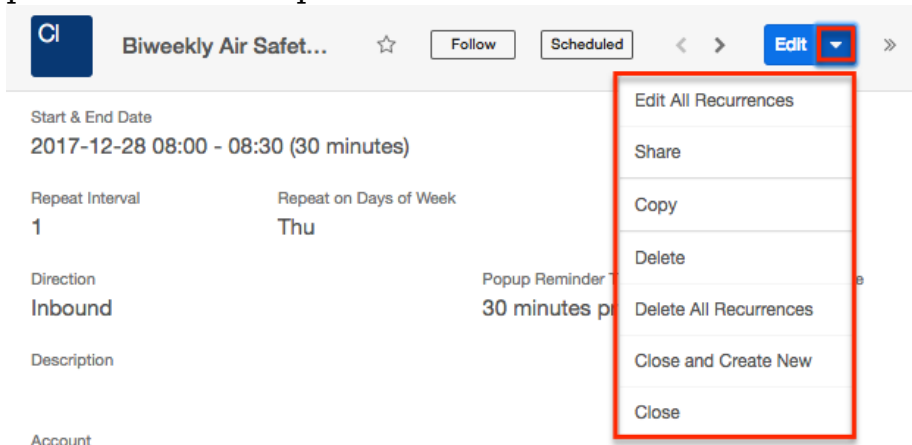 Cl Biweekly Air Safet... Follow Scheduled Edit
Edit All Recurrences
Start & End Date
2017-12-28 08:00 - 08:30 (30 minutes)
Share
Repeat Interval Repeat on Days of Week
Copy
1 Thu
Delete
Direction Popup Reminder
Inbound 30 minutes
Delete All Recurrences
Description
Close and Create New
Close
Account